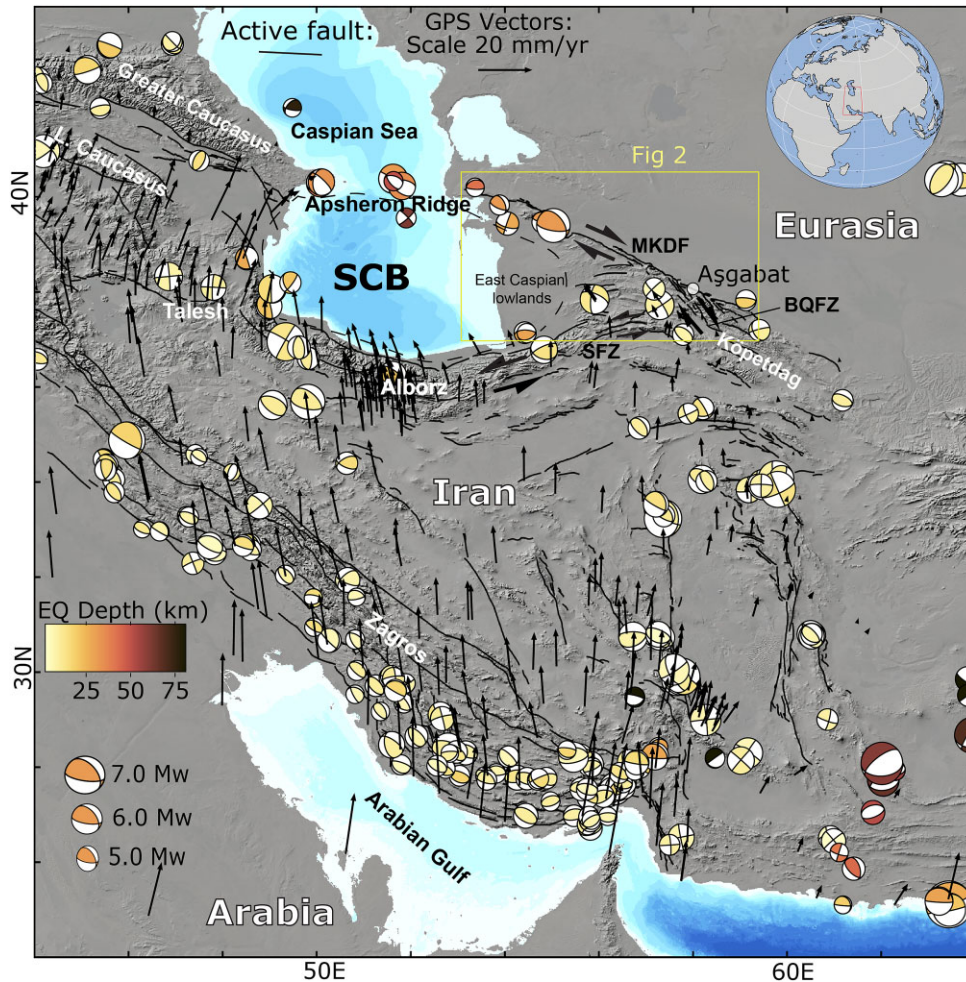 Active fault:
GPS Vectors:
Scale 20 mm/yr
Greater Caucasus
Caspian Sea
Caucasus
Fig 2
40N
Apsheron Ridge
Eurasia
MKDF
SCB
Aşgabat
East Caspian
lowlands
BQFZ
Talesh
SFZ
Kopetdag
Alborz
Iran
EQ Depth (km)
Zagros
30N
25 50 75
7.0 Mw
6.0 Mw
5.0 Mw
Arabian Gulf
Arabia
50E
60E